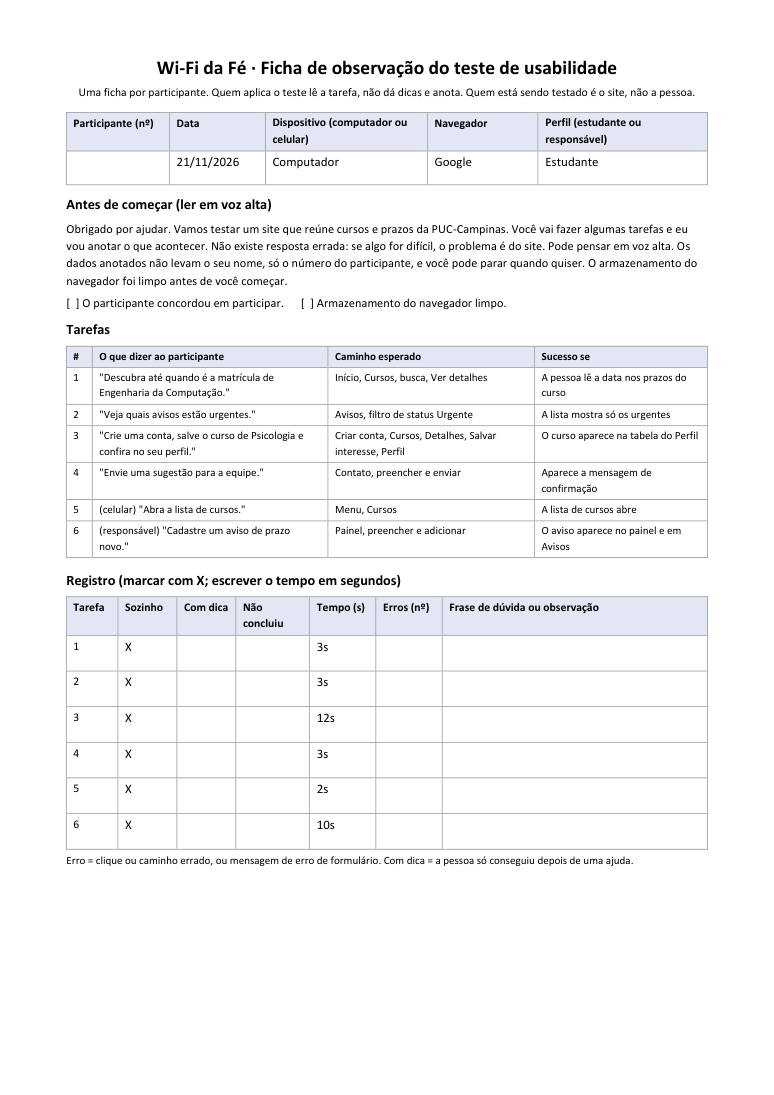 Wi-Fi da Fé · Ficha de observação do teste de usabilidade
Uma ficha por participante. Quem aplica o teste lê a tarefa, não dá dicas e anota. Quem está sendo testado é o site, não a pessoa.
Participante (nº) Data Dispositivo (computador ou celular) Navegador Perfil (estudante ou responsável)
21/11/2026 Computador Google Estudante
Antes de começar (ler em voz alta)
Obrigado por ajudar. Vamos testar um site que reúne cursos e prazos da PUC-Campinas. Você vai fazer algumas tarefas e eu
vou anotar o que acontecer. Não existe resposta errada: se algo for difícil, o problema é do site. Pode pensar em voz alta. Os
dados anotados não levam o seu nome, só o número do participante, e você pode parar quando quiser. O armazenamento do
navegador foi limpo antes de você começar.
[ ] O participante concordou em participar. [ ] Armazenamento do navegador limpo.
Tarefas
# O que dizer ao participante Caminho esperado Sucesso se
1 "Descubra até quando é a matrícula de Engenharia da Computação." Início, Cursos, busca, Ver detalhes A pessoa lê a data nos prazos do curso
2 "Veja quais avisos estão urgentes." Avisos, filtro de status Urgente A lista mostra só os urgentes
3 "Crie uma conta, salve o curso de Psicologia e confira no seu perfil." Criar conta, Cursos, Detalhes, Salvar interesse, Perfil O curso aparece na tabela do Perfil
4 "Envie uma sugestão para a equipe." Contato, preencher e enviar Aparece a mensagem de confirmação
5 (celular) "Abra a lista de cursos." Menu, Cursos A lista de cursos abre
6 (responsável) "Cadastre um aviso de prazo novo." Painel, preencher e adicionar O aviso aparece no painel e em Avisos
Registro (marcar com X; escrever o tempo em segundos)
Tarefa Sozinho Com dica Não concluiu Tempo (s) Erros (nº) Frase de dúvida ou observação
1 X 3s
2 X 3s
3 X 12s
4 X 3s
5 X 2s
6 X 10s
Erro = clique ou caminho errado, ou mensagem de erro de formulário. Com dica = a pessoa só conseguiu depois de uma ajuda.